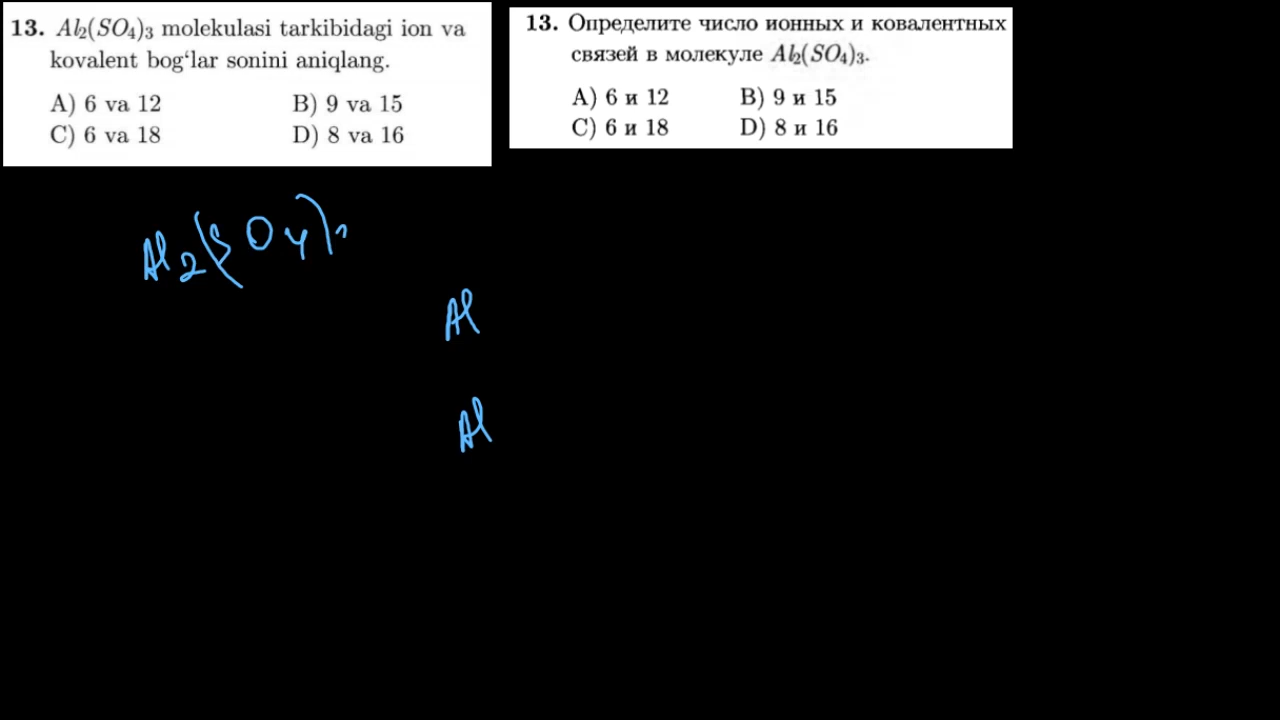 13. Al₂(SO₄)₃ molekulasi tarkibidagi ion va
kovalent bog‘lar sonini aniqlang.
A) 6 va 12 B) 9 va 15
C) 6 va 18 D) 8 va 16
13. Определите число ионных и ковалентных
связей в молекуле Al₂(SO₄)₃.
A) 6 и 12 B) 9 и 15
C) 6 и 18 D) 8 и 16
Al₂(SO₄)
Al
Al